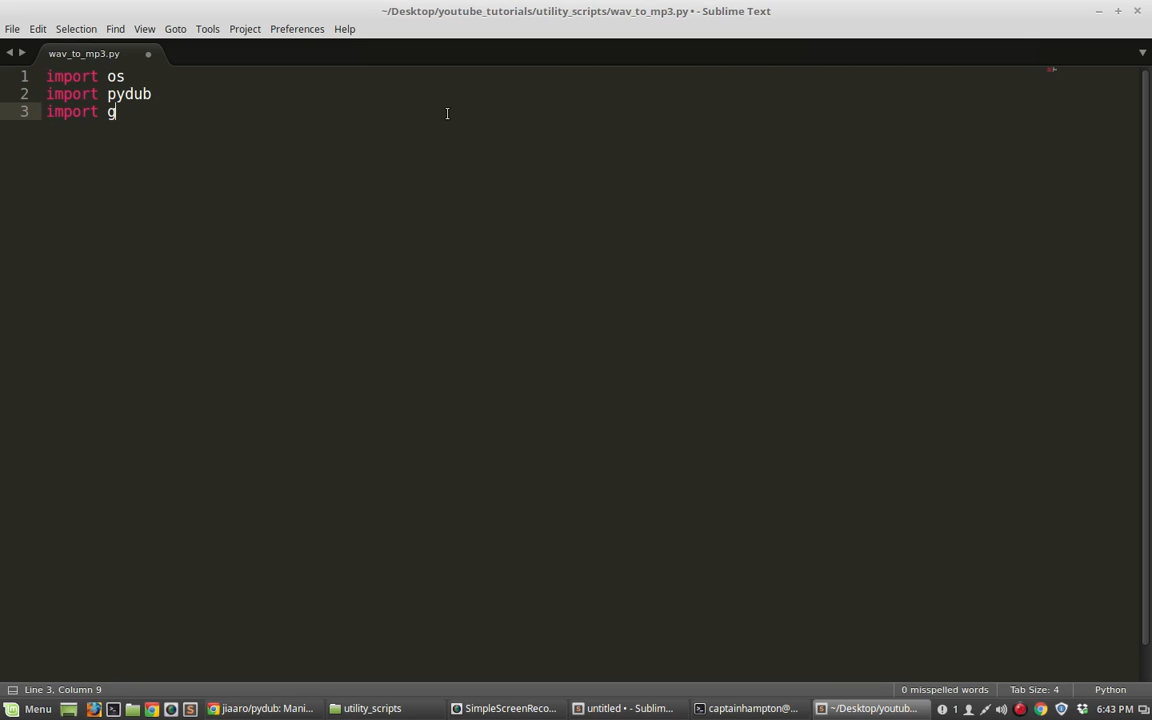 ~/Desktop/youtube_tutorials/utility_scripts/wav_to_mp3.py • - Sublime Text
File Edit Selection Find View Goto Tools Project Preferences Help
wav_to_mp3.py
1 import os
2 import pydub
3 import g
Line 3, Column 9 0 misspelled words Tab Size: 4 Python
Menu jiaaro/pydub: Mani... utility_scripts SimpleScreenReco... untitled • - Sublim... captainhampton@... ~/Desktop/youtub... 1 6:43 PM